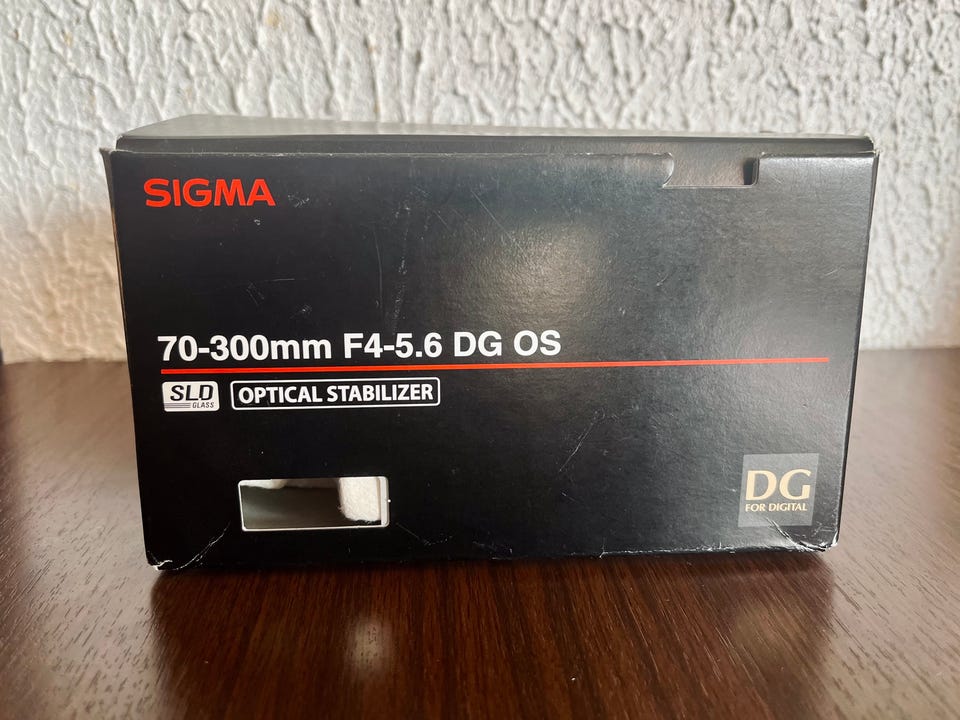 SIGMA
70-300mm F4-5.6 DG OS
SLD
GLASS
OPTICAL STABILIZER
DG
FOR DIGITAL